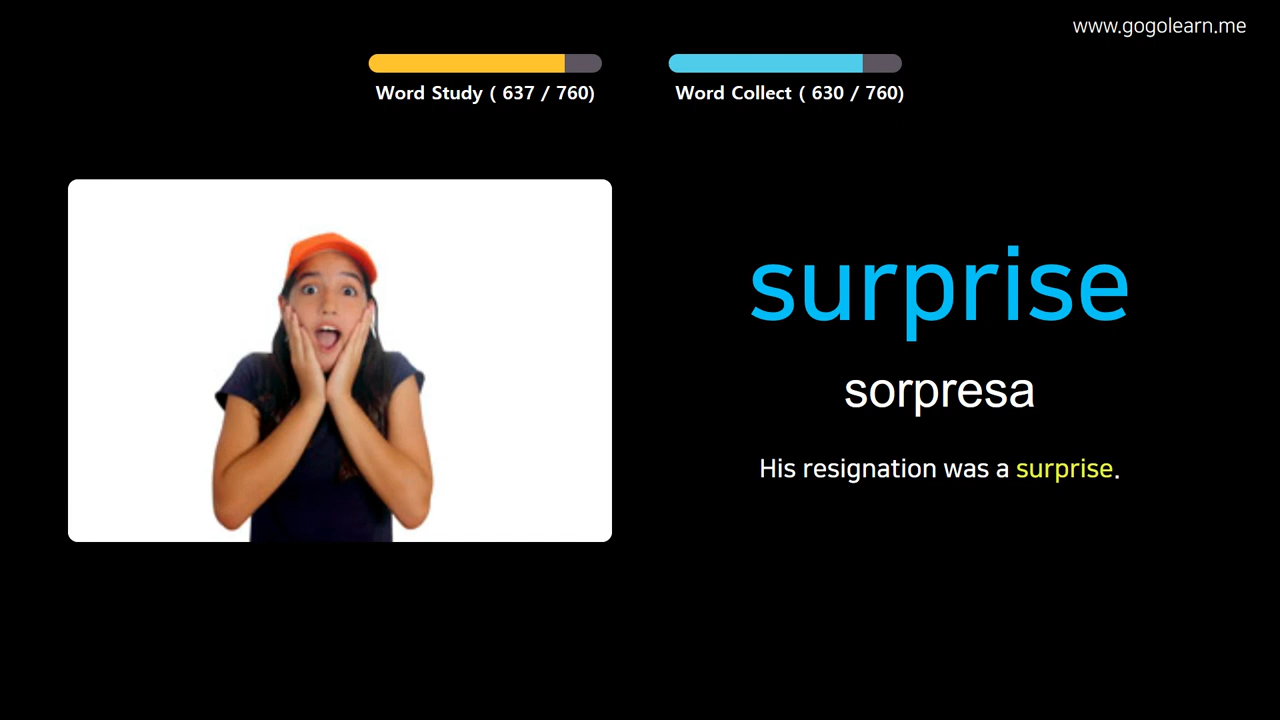 www.gogolearn.me
Word Study ( 637 / 760)
Word Collect ( 630 / 760)
surprise
sorpresa
His resignation was a surprise.